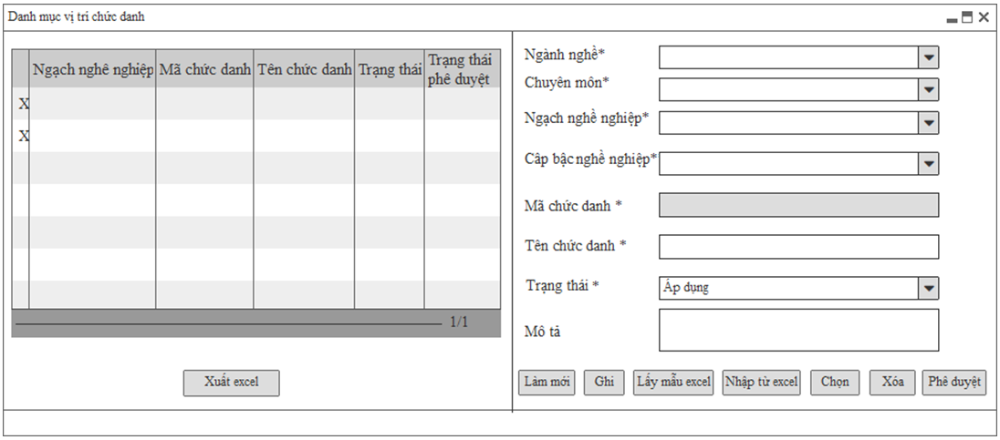 Danh mục vị trí chức danh
Ngạch nghê nghiệp Mã chức danh Tên chức danh Trạng thái Trạng thái
phê duyệt
X
X
1/1
Xuất excel
Ngành nghề*
Chuyên môn*
Ngạch nghề nghiệp*
Câp bậc nghề nghiệp*
Mã chức danh *
Tên chức danh *
Trạng thái * Áp dụng
Mô tả
Làm mới Ghi Lấy mẫu excel Nhập từ excel Chọn Xóa Phê duyệt